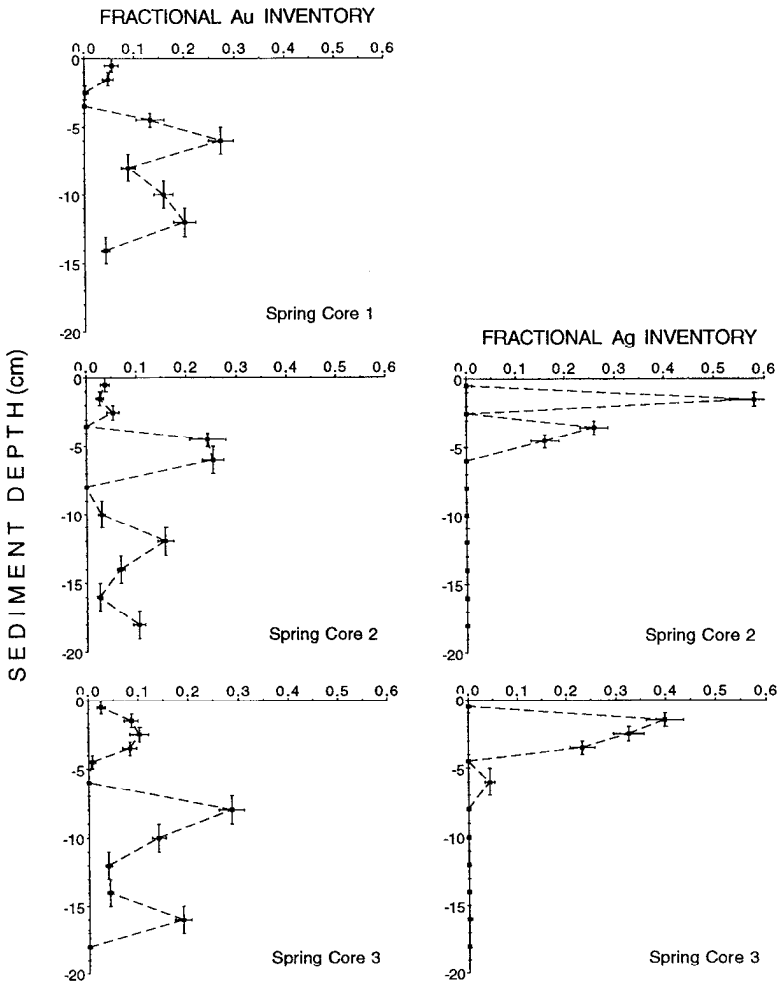 FRACTIONAL Au INVENTORY
0. 0.1 0.2 0.3 0.4 0.5 0.6
0
-5
-10
-15
-20
Spring Core 1
SEDIMENT DEPTH (cm)
0.0 0.1 0.2 0.3 0.4 0.5 0.6
0
-5
-10
-15
-20
Spring Core 2
FRACTIONAL Ag INVENTORY
0.0 0.1 0.2 0.3 0.4 0.5 0.6
0
-5
-10
-15
-20
Spring Core 2
0.0 0.1 0.2 0.3 0.4 0.5 0.6
0
-5
-10
-15
-20
Spring Core 3
0.0 0.1 0.2 0.3 0.4 0.5 0.6
0
-5
-10
-15
-20
Spring Core 3